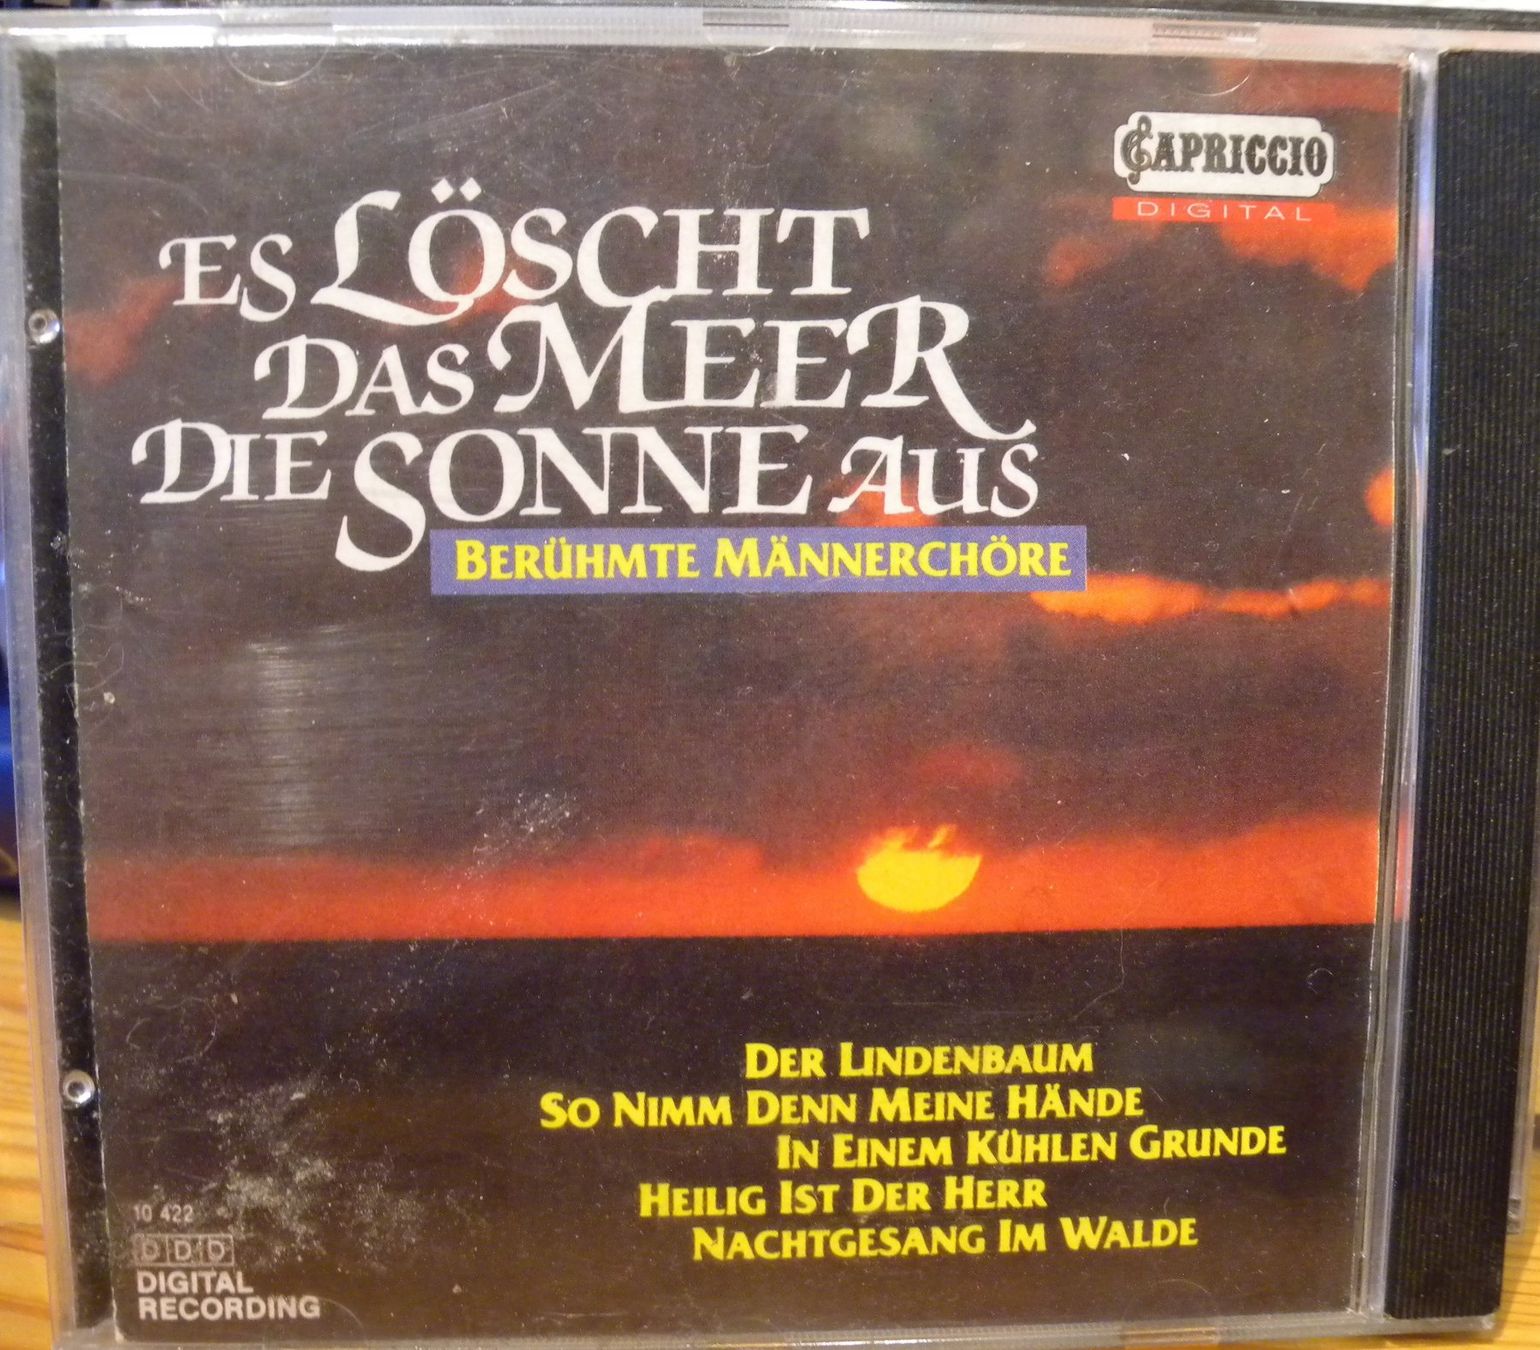 CAPRICCIO
DIGITAL
ES LÖSCHT
DAS MEER
DIE SONNE AUS
BERÜHMTE MÄNNERCHÖRE
DER LINDENBAUM
SO NIMM DENN MEINE HÄNDE
IN EINEM KÜHLEN GRUNDE
HEILIG IST DER HERR
NACHTGESANG IM WALDE
10 422
DDD
DIGITAL
RECORDING